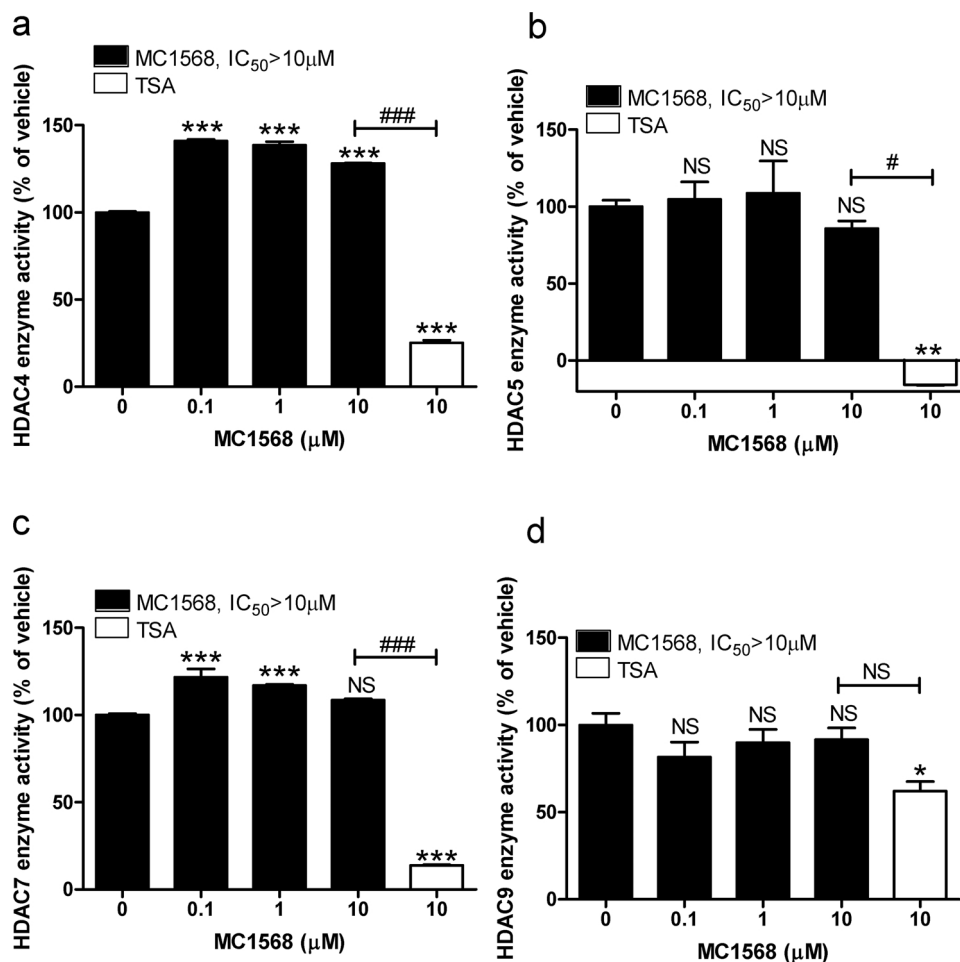 a
MC1568, IC50>10μM
TSA
HDAC4 enzyme activity (% of vehicle)
150
100
50
0
***
***
***
###
***
0 0.1 1 10 10
MC1568 (μM)
b
MC1568, IC50>10μM
TSA
HDAC5 enzyme activity (% of vehicle)
150
100
50
0
NS
NS
NS
#
**
0 0.1 1 10 10
MC1568 (μM)
c
MC1568, IC50>10μM
TSA
HDAC7 enzyme activity (% of vehicle)
150
100
50
0
***
***
NS
###
***
0 0.1 1 10 10
MC1568 (μM)
d
MC1568, IC50>10μM
TSA
HDAC9 enzyme activity (% of vehicle)
150
100
50
0
NS
NS
NS
NS
*
0 0.1 1 10 10
MC1568 (μM)